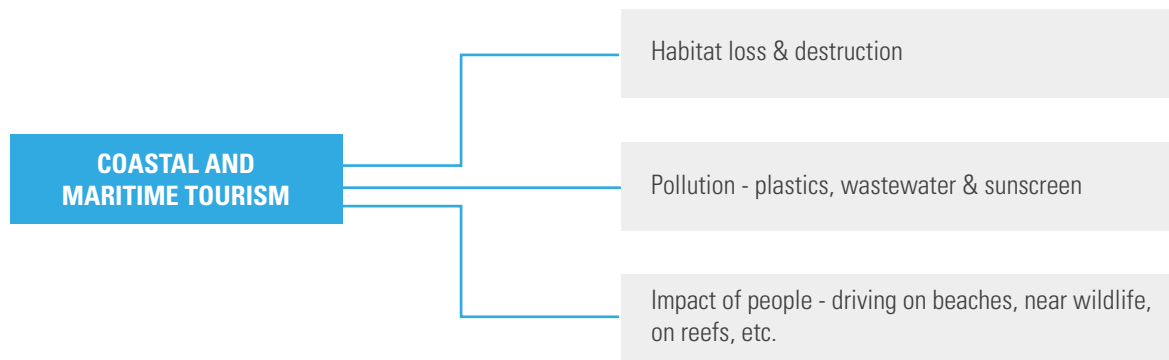 Habitat loss & destruction
COASTAL AND
MARITIME TOURISM
Pollution - plastics, wastewater & sunscreen
Impact of people - driving on beaches, near wildlife,
on reefs, etc.